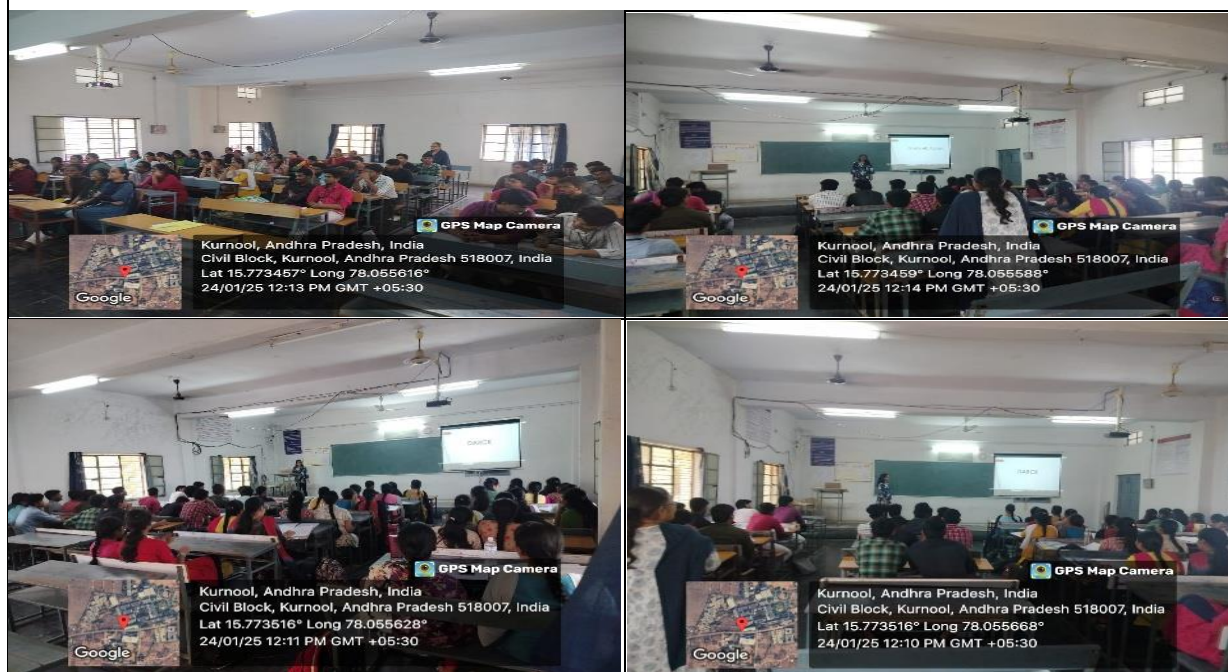 GPS Map Camera
Kurnool, Andhra Pradesh, India
Civil Block, Kurnool, Andhra Pradesh 518007, India
Lat 15.773457° Long 78.055616°
24/01/25 12:13 PM GMT +05:30
Google
GPS Map Camera
Kurnool, Andhra Pradesh, India
Civil Block, Kurnool, Andhra Pradesh 518007, India
Lat 15.773459° Long 78.055588°
24/01/25 12:14 PM GMT +05:30
Google
GPS Map Camera
Kurnool, Andhra Pradesh, India
Civil Block, Kurnool, Andhra Pradesh 518007, India
Lat 15.773516° Long 78.055628°
24/01/25 12:11 PM GMT +05:30
Google
GPS Map Camera
Kurnool, Andhra Pradesh, India
Civil Block, Kurnool, Andhra Pradesh 518007, India
Lat 15.773516° Long 78.055668°
24/01/25 12:10 PM GMT +05:30
Google